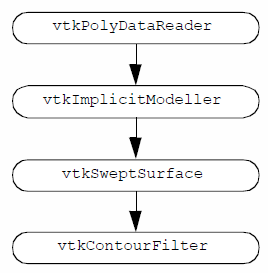 vtkPolyDataReader
vtkImplicitModeller
vtkSweptSurface
vtkContourFilter